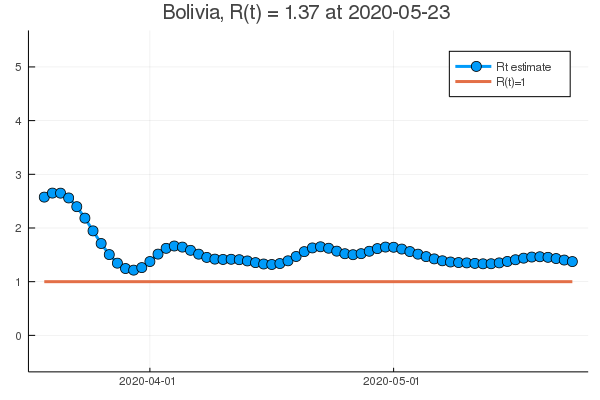 Bolivia, R(t) = 1.37 at 2020-05-23
5
4
3
2
1
0
Rt estimate
R(t)=1
2020-04-01
2020-05-01